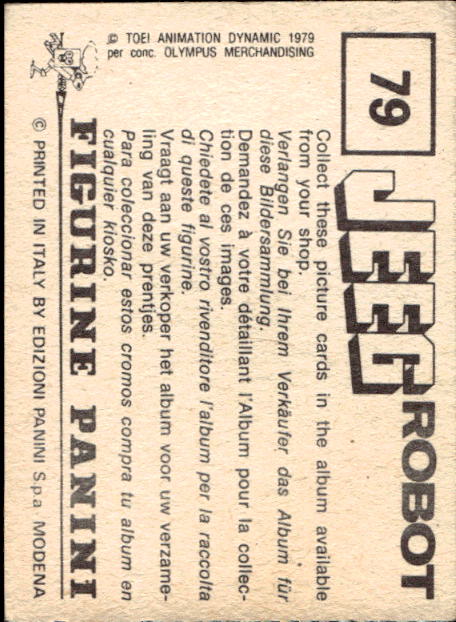 © TOEI ANIMATION DYNAMIC 1979
per conc. OLYMPUS MERCHANDISING
79
JEEG ROBOT
Collect these picture cards in the album available
from your shop.
Verlangen Sie bei Ihrem Verkäufer das Album für
diese Bildersammlung.
Demandez à votre détaillant l'Album pour la collec-
tion de ces images.
Chiedete al vostro rivenditore l'album per la raccolta
di queste figurine.
Vraagt aan uw verkoper het album voor uw verzame-
ling van deze prentjes.
Para coleccionar estos cromos compra tu album en
cualquier kiosko.
FIGURINE PANINI
© PRINTED IN ITALY BY EDIZIONI PANINI S.p.a MODENA